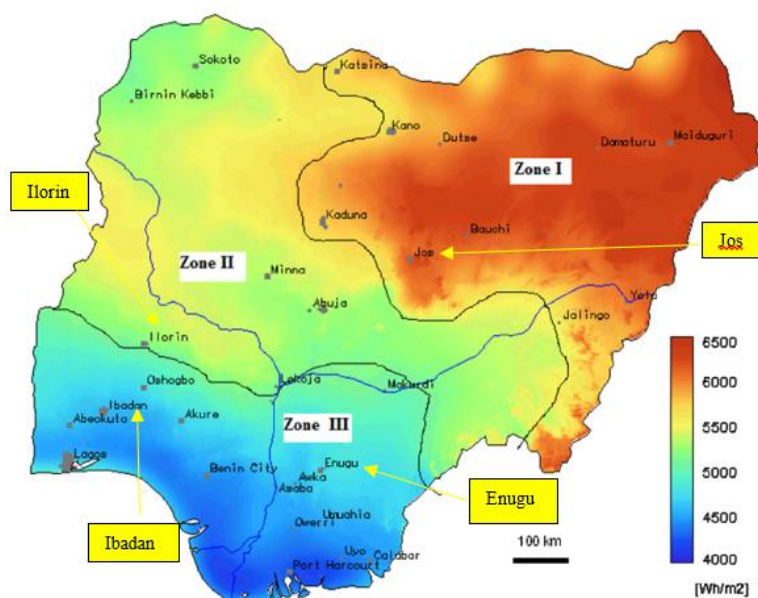 Sokoto
Katsina
Birnin Kebbi
Kano
Dutse
Damaturu
Maiduguri
Zone I
Ilorin
Kaduna
Bauchi
Jos
Jos
Zone II
Minna
Abuja
Yola
Jalingo
Ilorin
Oshogbo
Lokoja
Makurdi
Ibadan
Abeokuta
Akure
Zone III
Lagos
Benin City
Enugu
Awka
Asaba
Enugu
Ibadan
Owerri
Umuahia
Uyo
Calabar
Port Harcourt
100 km
6500
6000
5500
5000
4500
4000
[Wh/m2]